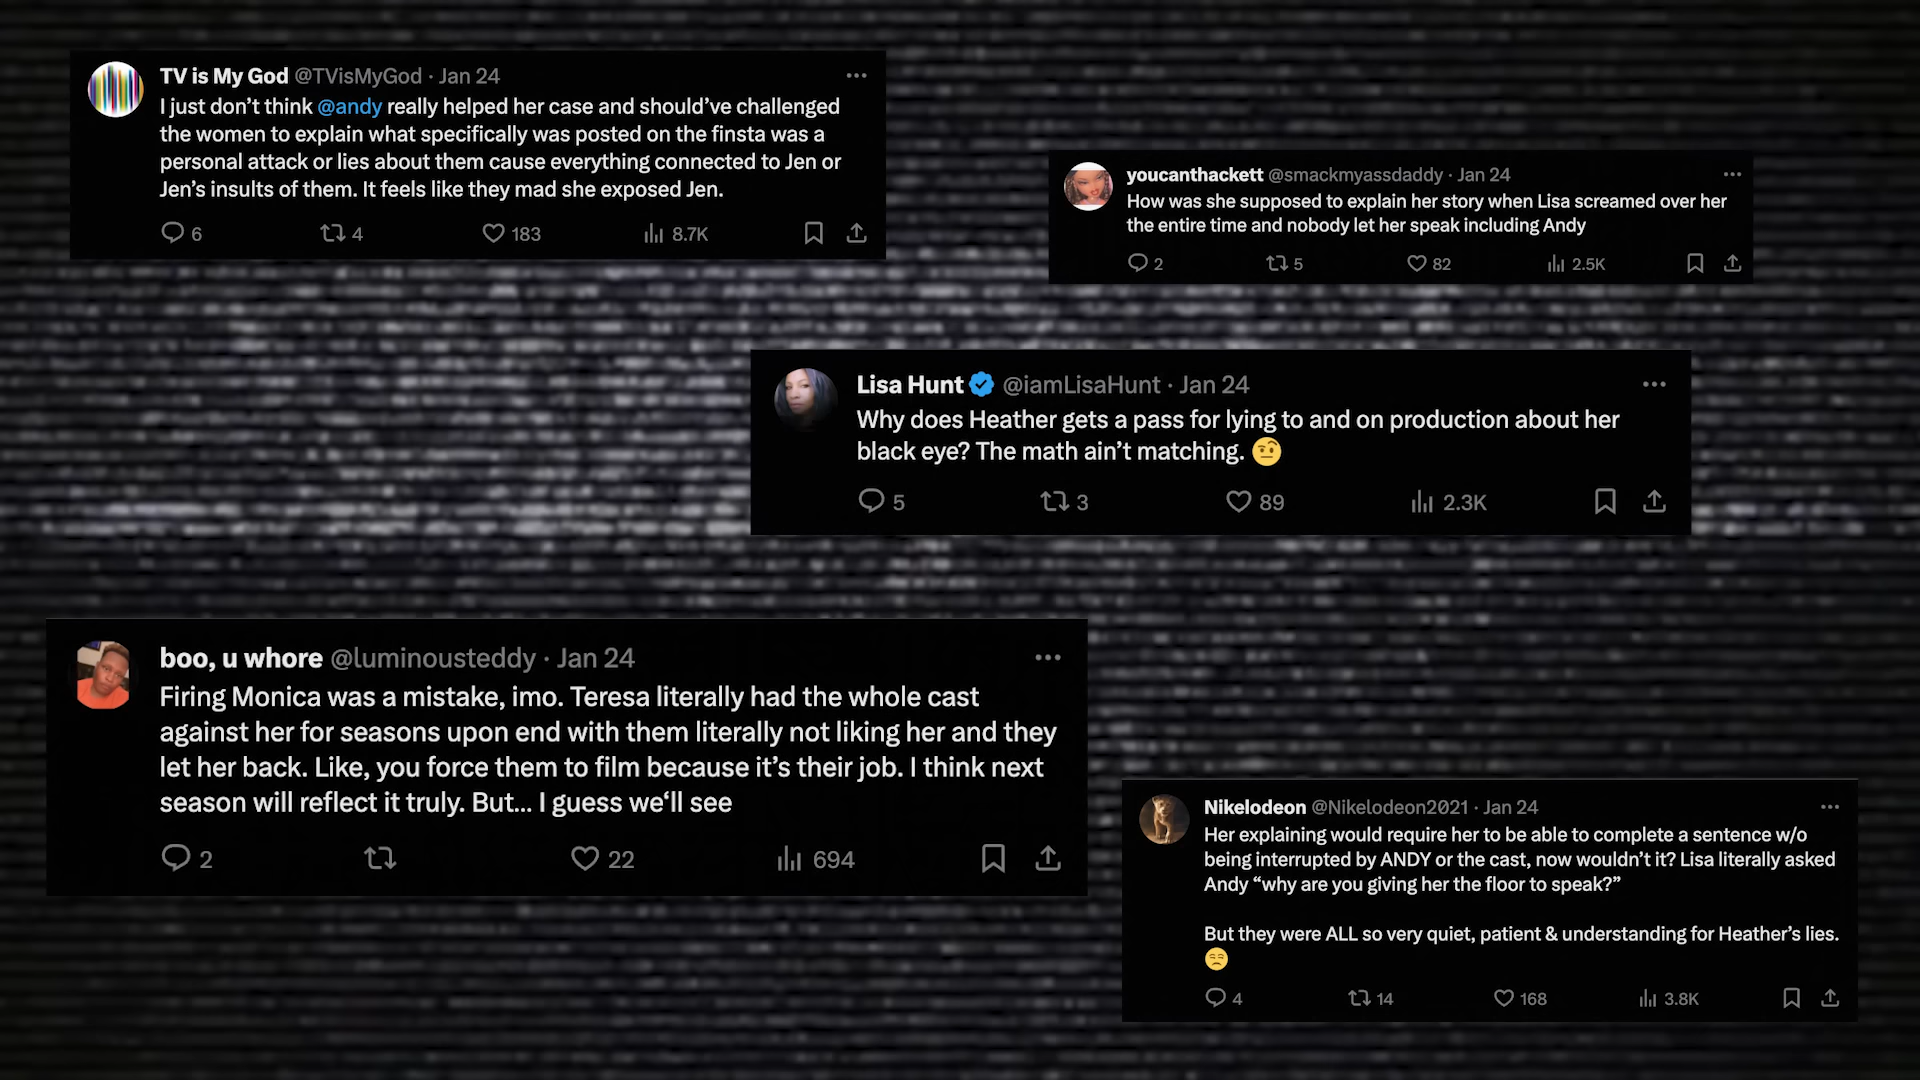 TV is My God @TVisMyGod · Jan 24
I just don't think @andy really helped her case and should've challenged
the women to explain what specifically was posted on the finsta was a
personal attack or lies about them cause everything connected to Jen or
Jen's insults of them. It feels like they mad she exposed Jen.
6 4 183 8.7K
youcanthackett @smackmyassdaddy · Jan 24
How was she supposed to explain her story when Lisa screamed over her
the entire time and nobody let her speak including Andy
2 5 82 2.5K
Lisa Hunt @iamLisaHunt · Jan 24
Why does Heather gets a pass for lying to and on production about her
black eye? The math ain't matching. 🤨
5 3 89 2.3K
boo, u whore @luminousteddy · Jan 24
Firing Monica was a mistake, imo. Teresa literally had the whole cast
against her for seasons upon end with them literally not liking her and they
let her back. Like, you force them to film because it's their job. I think next
season will reflect it truly. But... I guess we'll see
2 22 694
Nikelodeon @Nikelodeon2021 · Jan 24
Her explaining would require her to be able to complete a sentence w/o
being interrupted by ANDY or the cast, now wouldn't it? Lisa literally asked
Andy “why are you giving her the floor to speak?”
But they were ALL so very quiet, patient & understanding for Heather's lies.
😒
4 14 168 3.8K